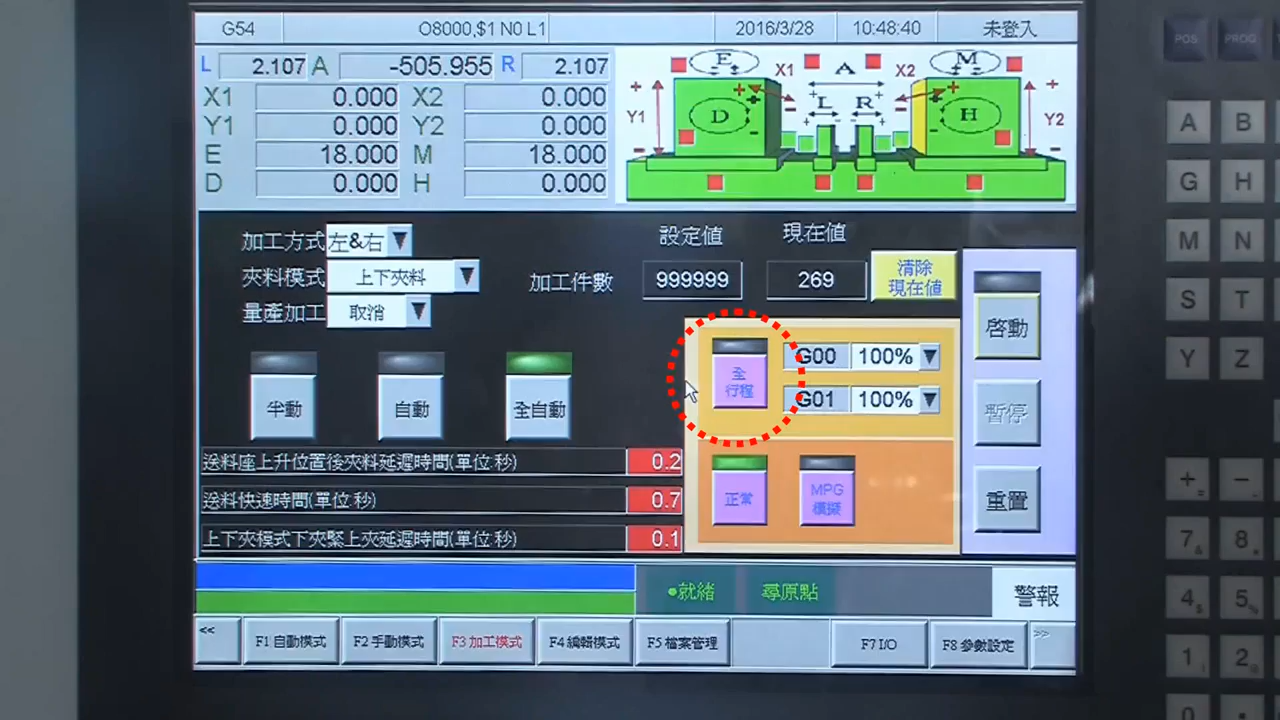 G54 O8000,$1 N0 L1 2016/3/28 10:48:40 未登入
L 2.107 A -505.955 R 2.107
X1 0.000 X2 0.000
Y1 0.000 Y2 0.000
E 18.000 M 18.000
D 0.000 H 0.000
E M
X1 A X2
Y1 D L R H Y2
加工方式 左&右
夾料模式 上下夾料
量產加工 取消
設定值 現在值
加工件數 999999 269
清除
現在值
半動 自動 全自動
全
行程
G00 100%
G01 100%
正常
MPG
模擬
啓動
暫停
重置
送料座上升位置後夾料延遲時間(單位:秒) 0.2
送料快速時間(單位:秒) 0.7
上下夾模式下夾緊上夾延遲時間(單位:秒) 0.1
●就緒 尋原點 警報
<< F1 自動模式 F2 手動模式 F3 加工模式 F4 編輯模式 F5 檔案管理 F7 I/O F8 參數設定 >>
POS PROG
A B
G H
M N
S T
Y Z
+ −
7 8
4 5
1 2
0 .